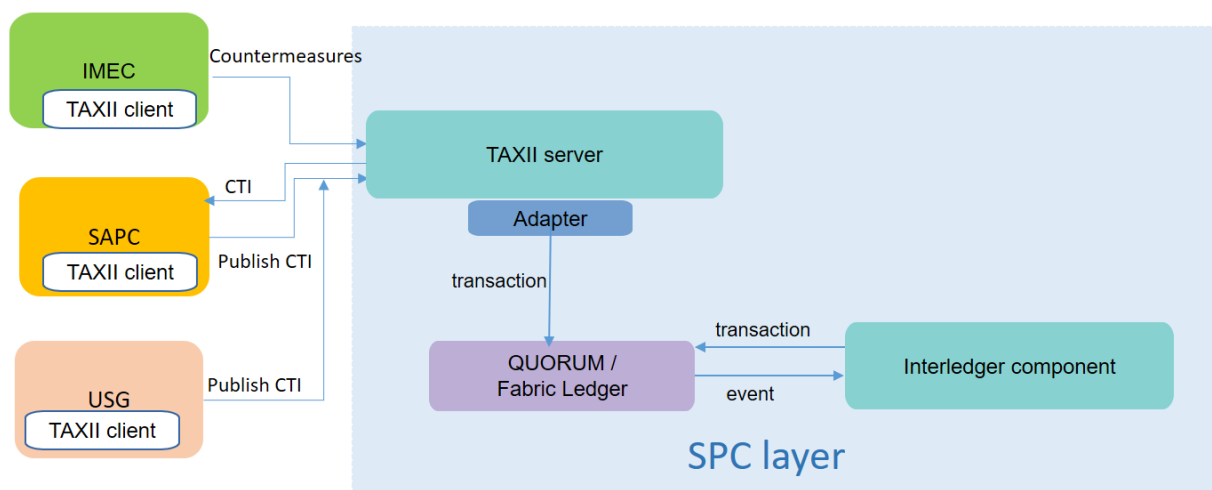 IMEC
TAXII client
Countermeasures
TAXII server
CTI
SAPC
TAXII client
Publish CTI
Adapter
transaction
QUORUM /
Fabric Ledger
transaction
event
Interledger component
USG
TAXII client
Publish CTI
SPC layer